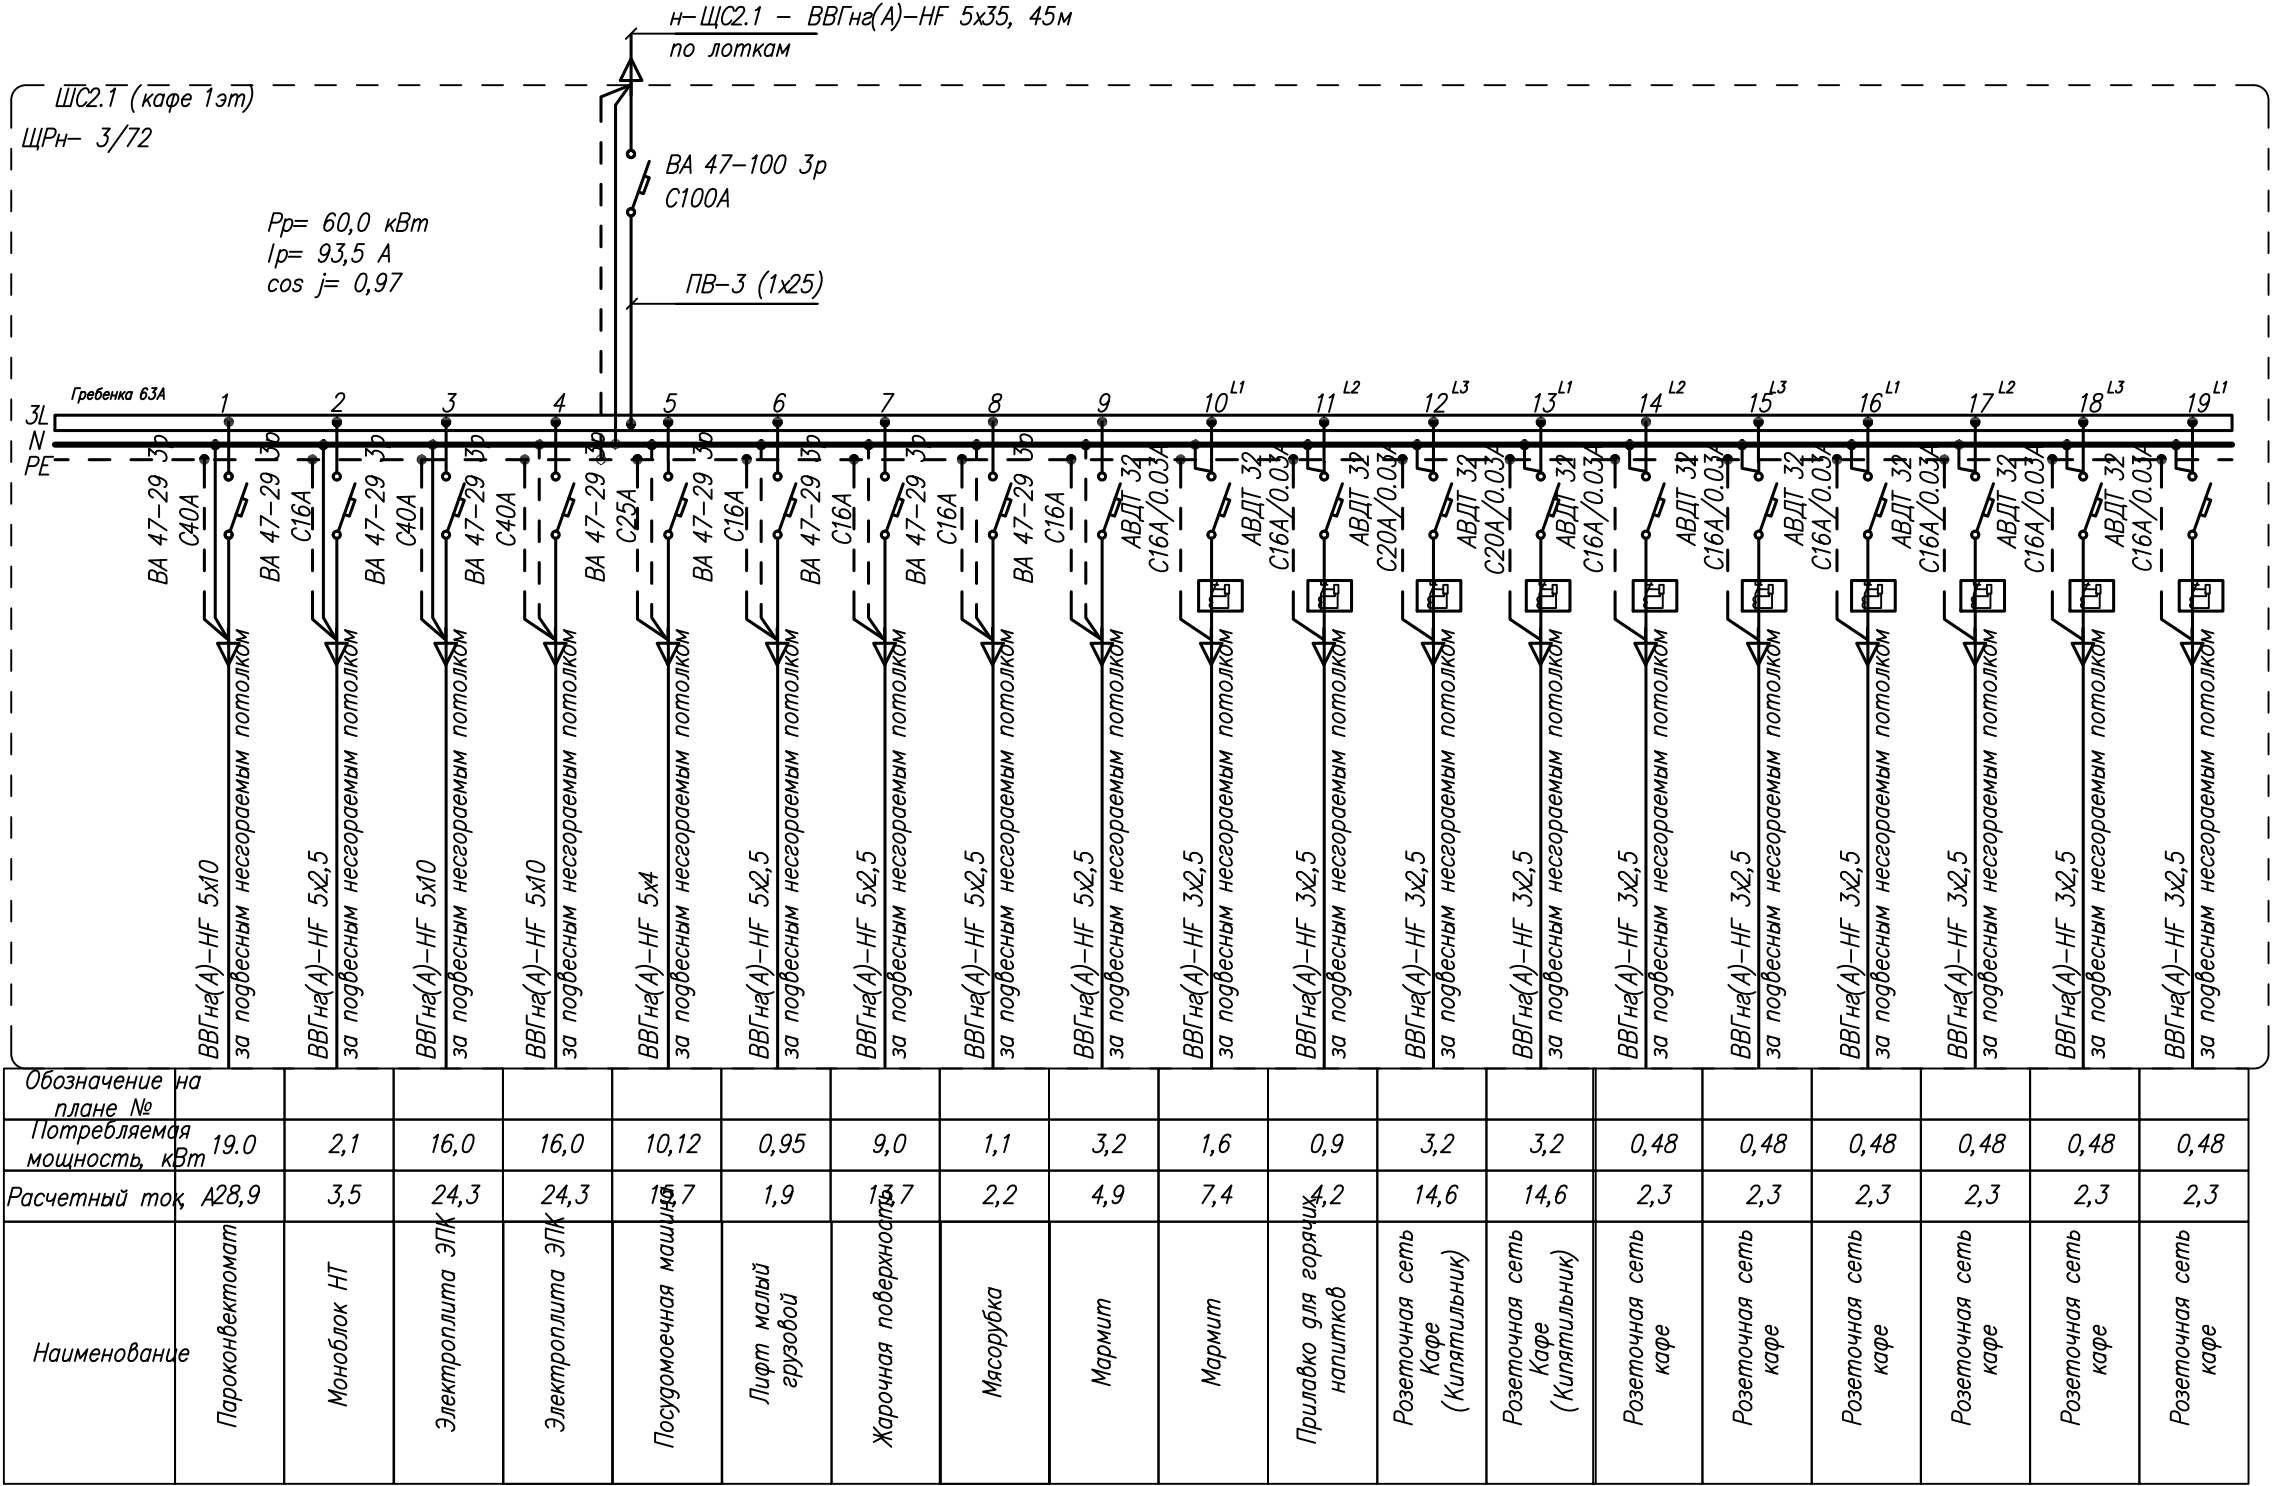 н-ЩС2.1 - ВВГнг(А)-HF 5х35, 45м
по лоткам
ШС2.1 (кафе 1эт)
ЩРн- 3/72
ВА 47-100 3р
С100А
Рр= 60,0 кВт
Iр= 93,5 А
cos j= 0,97
ПВ-3 (1х25)
Гребенка 63А
3L
N
PE
1 2 3 4 5 6 7 8 9 10 L1 11 L2 12 L3 13 L1 14 L2 15 L3 16 L1 17 L2 18 L3 19 L1
ВА 47-29 3р
С40А
ВА 47-29 3р
С16А
ВА 47-29 3р
С40А
ВА 47-29 3р
С40А
ВА 47-29 3р
С25А
ВА 47-29 3р
С16А
ВА 47-29 3р
С16А
ВА 47-29 3р
С16А
ВА 47-29 3р
С16А
АВДТ 32
С16А/0.03А
АВДТ 32
С16А/0.03А
АВДТ 32
С20А/0.03А
АВДТ 32
С20А/0.03А
АВДТ 32
С16А/0.03А
АВДТ 32
С16А/0.03А
АВДТ 32
С16А/0.03А
АВДТ 32
С16А/0.03А
АВДТ 32
С16А/0.03А
АВДТ 32
С16А/0.03А
ВВГнг(А)-HF 5х10
за подвесным несгораемым потолком
ВВГнг(А)-HF 5х2,5
за подвесным несгораемым потолком
ВВГнг(А)-HF 5х10
за подвесным несгораемым потолком
ВВГнг(А)-HF 5х10
за подвесным несгораемым потолком
ВВГнг(А)-HF 5х4
за подвесным несгораемым потолком
ВВГнг(А)-HF 5х2,5
за подвесным несгораемым потолком
ВВГнг(А)-HF 5х2,5
за подвесным несгораемым потолком
ВВГнг(А)-HF 5х2,5
за подвесным несгораемым потолком
ВВГнг(А)-HF 5х2,5
за подвесным несгораемым потолком
ВВГнг(А)-HF 3х2,5
за подвесным несгораемым потолком
ВВГнг(А)-HF 3х2,5
за подвесным несгораемым потолком
ВВГнг(А)-HF 3х2,5
за подвесным несгораемым потолком
ВВГнг(А)-HF 3х2,5
за подвесным несгораемым потолком
ВВГнг(А)-HF 3х2,5
за подвесным несгораемым потолком
ВВГнг(А)-HF 3х2,5
за подвесным несгораемым потолком
ВВГнг(А)-HF 3х2,5
за подвесным несгораемым потолком
ВВГнг(А)-HF 3х2,5
за подвесным несгораемым потолком
ВВГнг(А)-HF 3х2,5
за подвесным несгораемым потолком
ВВГнг(А)-HF 3х2,5
за подвесным несгораемым потолком
Обозначение на
плане №
Потребляемая
мощность, кВт
19.0 2,1 16,0 16,0 10,12 0,95 9,0 1,1 3,2 1,6 0,9 3,2 3,2 0,48 0,48 0,48 0,48 0,48 0,48
Расчетный ток, А 28,9 3,5 24,3 24,3 15,7 1,9 13,7 2,2 4,9 7,4 4,2 14,6 14,6 2,3 2,3 2,3 2,3 2,3 2,3
Наименование
Пароконвектомат
Моноблок НТ
Электроплита ЭПК
Электроплита ЭПК
Посудомоечная машина
Лифт малый
грузовой
Жарочная поверхность
Мясорубка
Мармит
Мармит
Прилавко для горячих
напитков
Розеточная сеть
Кафе
(Кипятильник)
Розеточная сеть
Кафе
(Кипятильник)
Розеточная сеть
кафе
Розеточная сеть
кафе
Розеточная сеть
кафе
Розеточная сеть
кафе
Розеточная сеть
кафе
Розеточная сеть
кафе